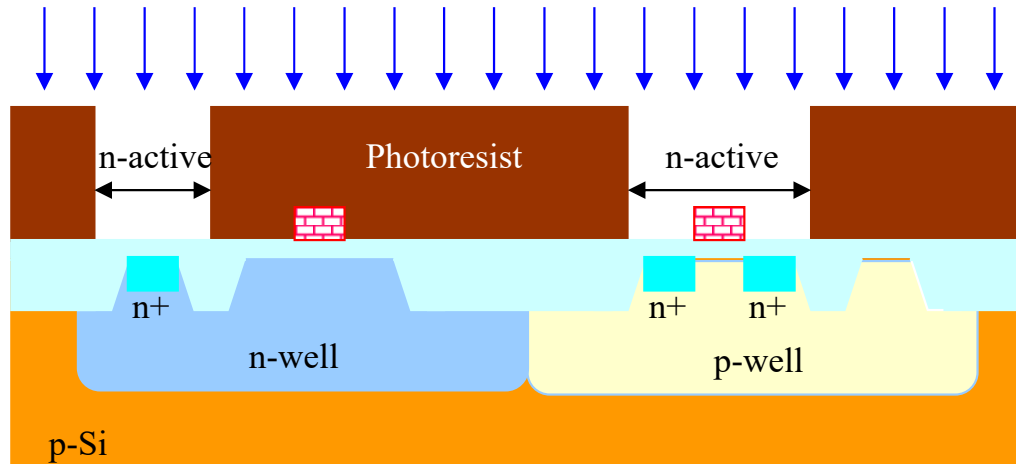 n-active
Photoresist
n-active
n+
n+
n+
n-well
p-well
p-Si